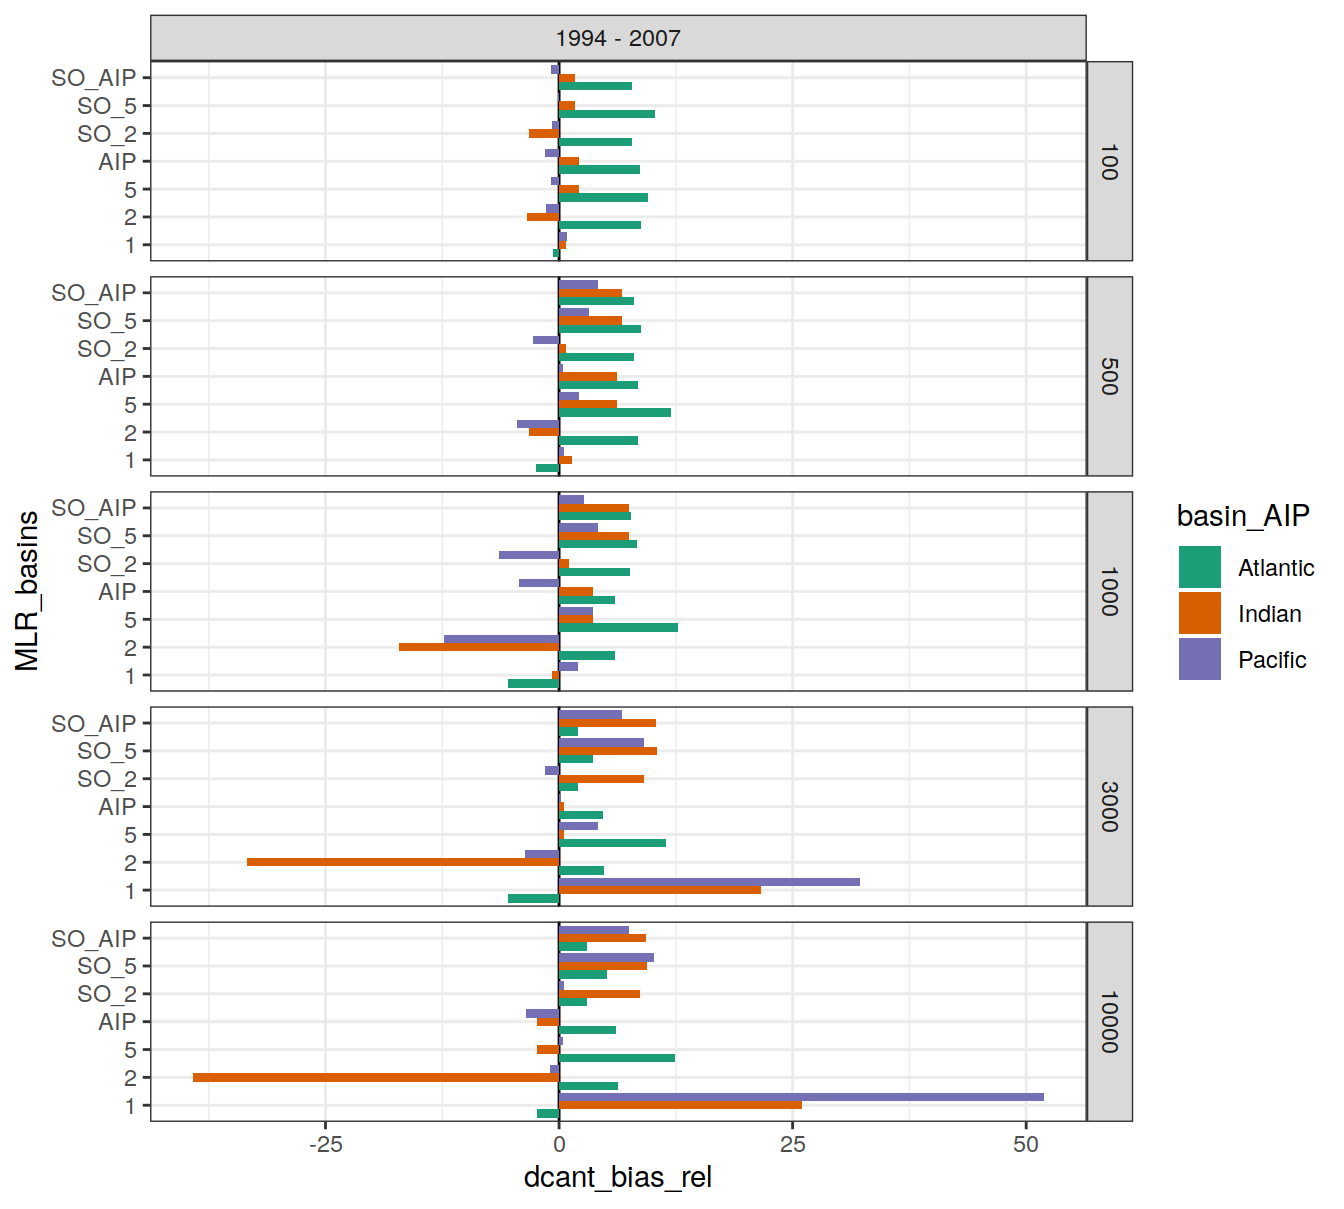 1994 - 2007
SO_AIP
SO_5
SO_2
AIP
5
2
1
100
SO_AIP
SO_5
SO_2
AIP
5
2
1
500
SO_AIP
SO_5
SO_2
AIP
5
2
1
1000
SO_AIP
SO_5
SO_2
AIP
5
2
1
3000
SO_AIP
SO_5
SO_2
AIP
5
2
1
10000
-25 0 25 50
dcant_bias_rel
MLR_basins
basin_AIP
Atlantic
Indian
Pacific